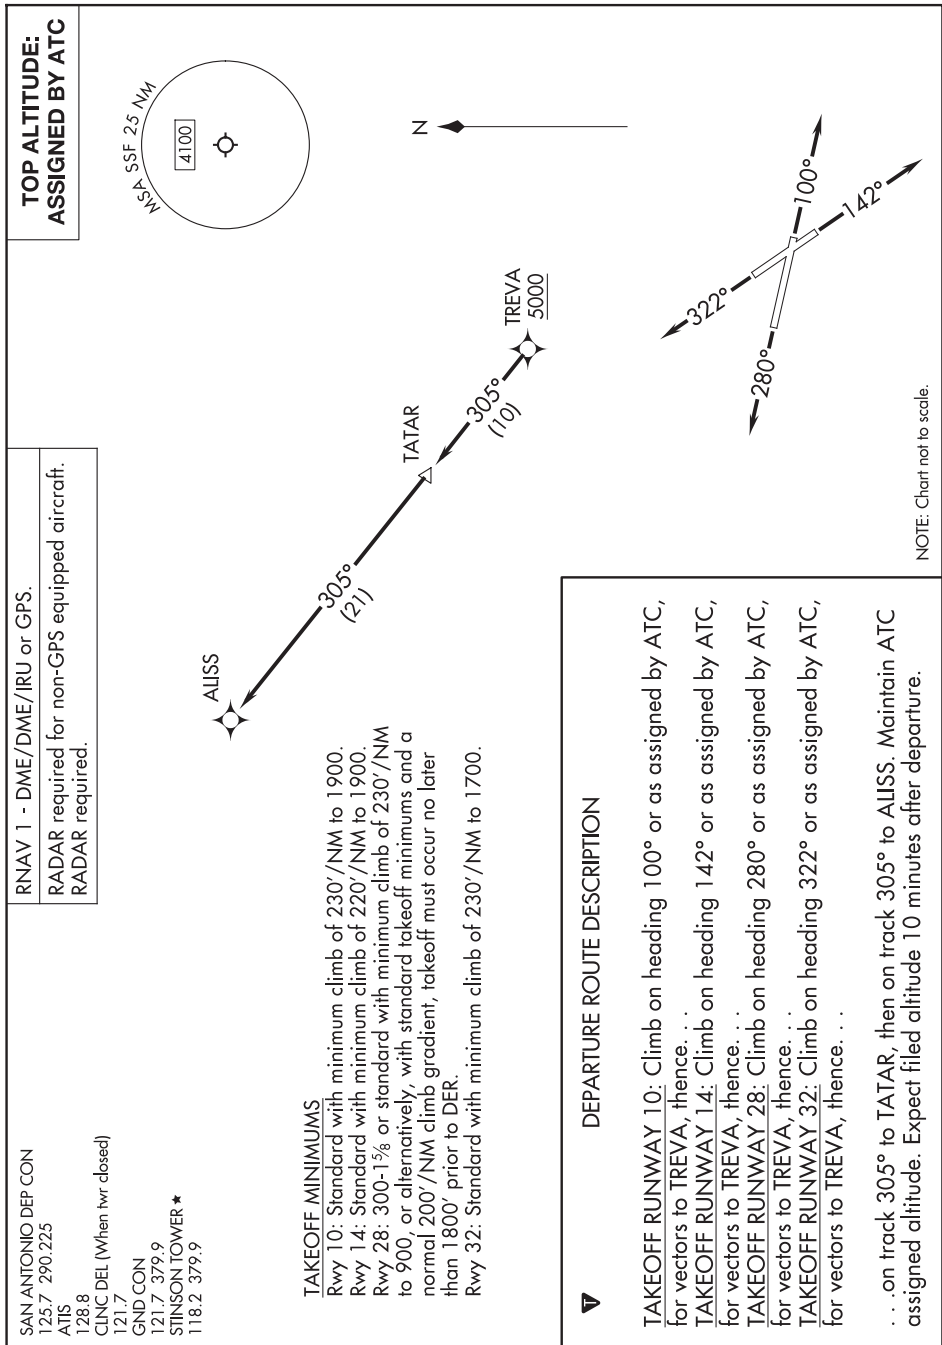 SAN ANTONIO DEP CON
125.7 290.225
ATIS
128.8
CLNC DEL (When twr closed)
121.7
GND CON
121.7 379.9
STINSON TOWER ★
118.2 379.9
RNAV 1 - DME/DME/IRU or GPS.
RADAR required for non-GPS equipped aircraft.
RADAR required.
TOP ALTITUDE:
ASSIGNED BY ATC
MSA SSF 25 NM
4100
N
ALISS
305°
(21)
TATAR
305°
(10)
TREVA
5000
TAKEOFF MINIMUMS
Rwy 10: Standard with minimum climb of 230'/NM to 1900.
Rwy 14: Standard with minimum climb of 220'/NM to 1900.
Rwy 28: 300-1⅝ or standard with minimum climb of 230'/NM
to 900, or alternatively, with standard takeoff minimums and a
normal 200'/NM climb gradient, takeoff must occur no later
than 1800' prior to DER.
Rwy 32: Standard with minimum climb of 230'/NM to 1700.
322°
280°
100°
142°
NOTE: Chart not to scale.
T
DEPARTURE ROUTE DESCRIPTION
TAKEOFF RUNWAY 10: Climb on heading 100° or as assigned by ATC,
for vectors to TREVA, thence. . .
TAKEOFF RUNWAY 14: Climb on heading 142° or as assigned by ATC,
for vectors to TREVA, thence. . .
TAKEOFF RUNWAY 28: Climb on heading 280° or as assigned by ATC,
for vectors to TREVA, thence. . .
TAKEOFF RUNWAY 32: Climb on heading 322° or as assigned by ATC,
for vectors to TREVA, thence. . .
. . .on track 305° to TATAR, then on track 305° to ALISS. Maintain ATC
assigned altitude. Expect filed altitude 10 minutes after departure.